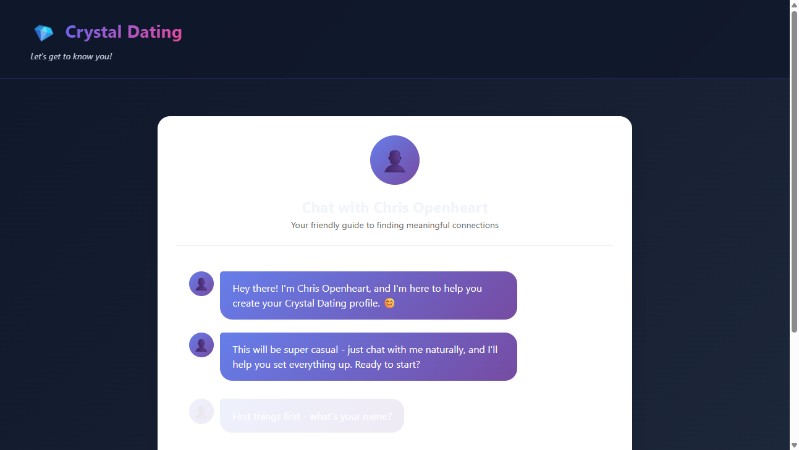 Crystal Dating
Let's get to know you!
Chat with Chris Openheart
Your friendly guide to finding meaningful connections
Hey there! I'm Chris Openheart, and I'm here to help you
create your Crystal Dating profile. 😊
This will be super casual - just chat with me naturally, and I'll
help you set everything up. Ready to start?
First things first - what's your name?